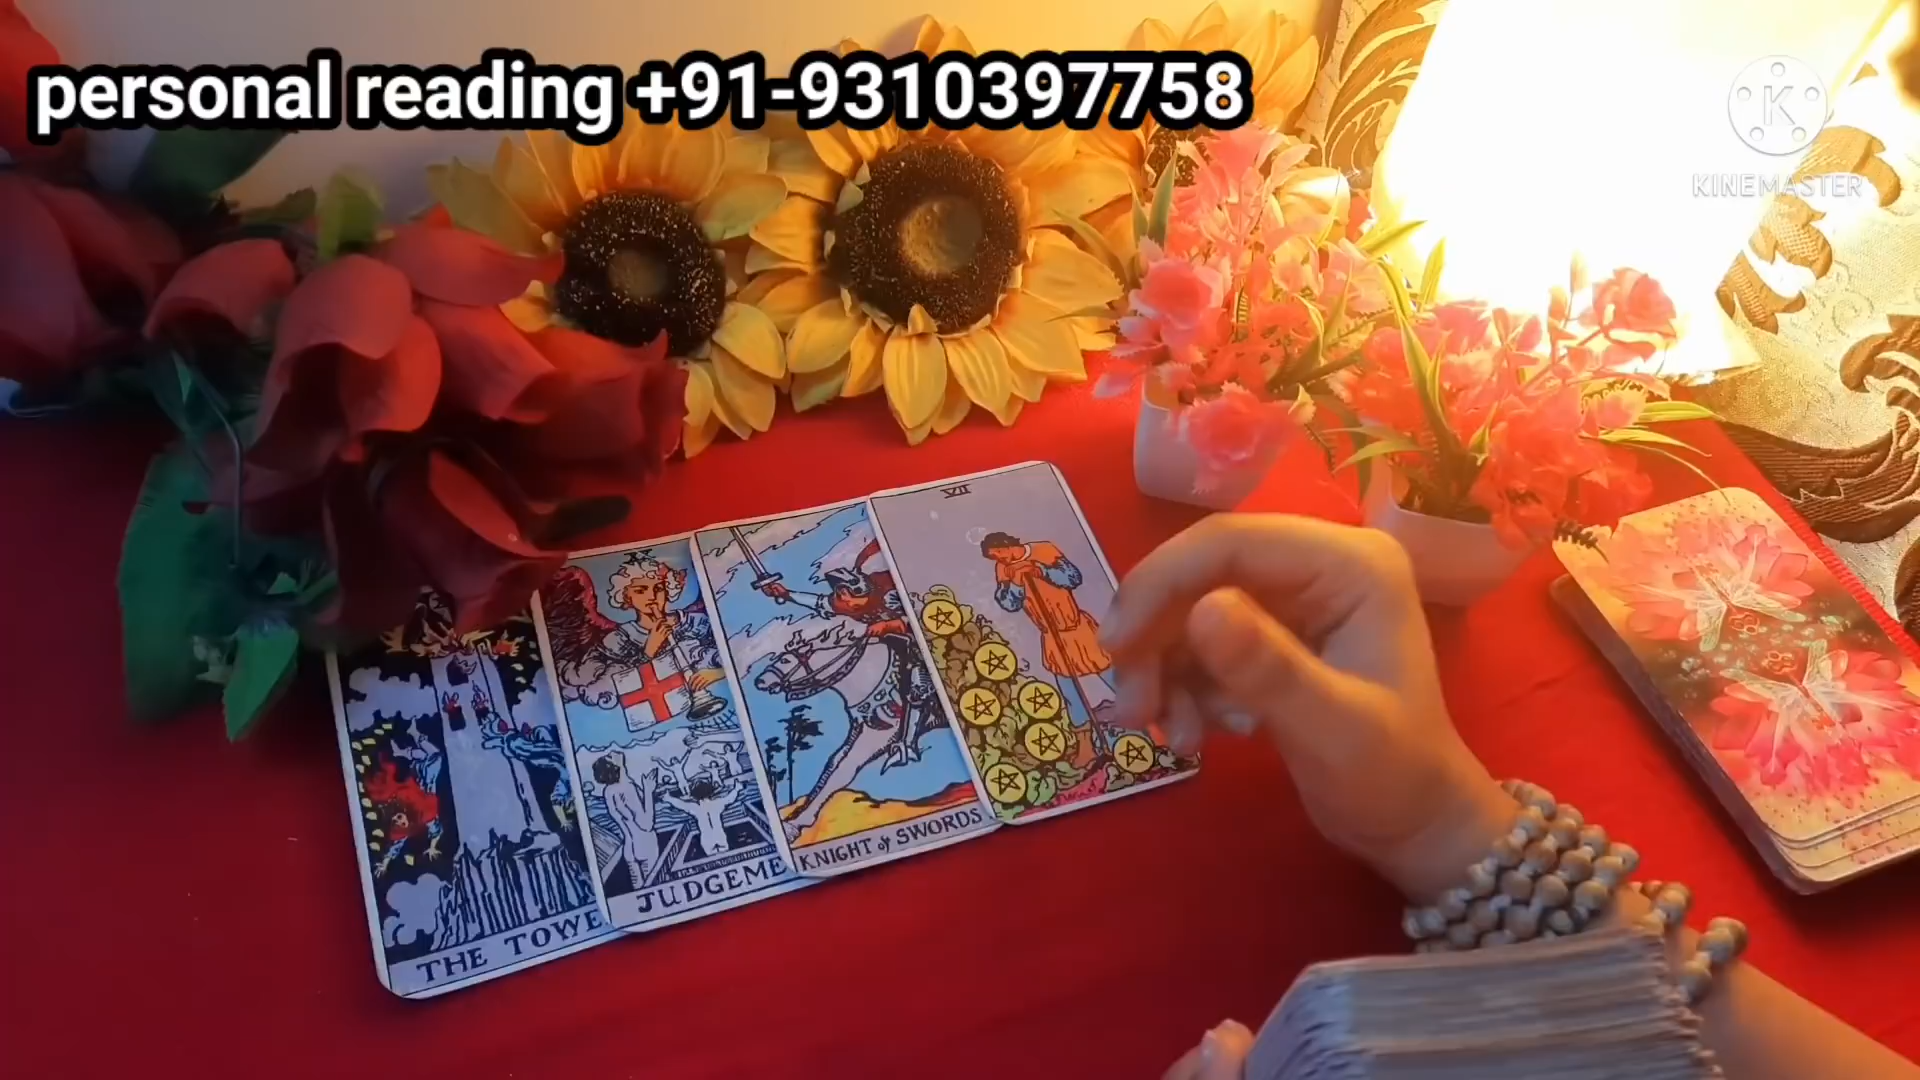 personal reading +91-9310397758
K
KINEMASTER
VII
XX
KNIGHT of SWORDS
JUDGEME
THE TOWE